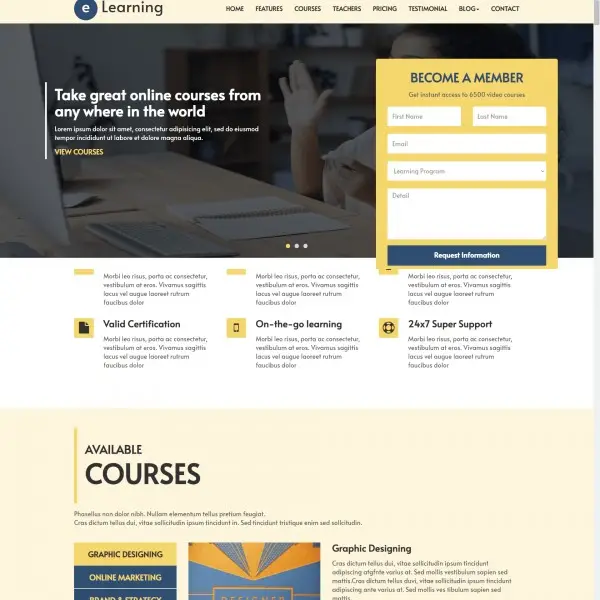 e Learning
HOME FEATURES COURSES TEACHERS PRICING TESTIMONIAL BLOG CONTACT
Take great online courses from
any where in the world
Lorem ipsum dolor sit amet, consectetur adipisicing elit, sed do eiusmod
tempor incididunt ut labore et dolore magna aliqua.
VIEW COURSES
BECOME A MEMBER
Get instant access to 6500 video courses
First Name Last Name
Email
Learning Program
Detail
Request Information
Morbi leo risus, porta ac consectetur,
vestibulum at eros. Vivamus sagittis
lacus vel augue laoreet rutrum
faucibus dolor
Morbi leo risus, porta ac consectetur,
vestibulum at eros. Vivamus sagittis
lacus vel augue laoreet rutrum
faucibus dolor
Morbi leo risus, porta ac consectetur,
vestibulum at eros. Vivamus sagittis
lacus vel augue laoreet rutrum
faucibus dolor
Valid Certification
Morbi leo risus, porta ac consectetur,
vestibulum at eros. Vivamus sagittis
lacus vel augue laoreet rutrum
faucibus dolor
On-the-go learning
Morbi leo risus, porta ac consectetur,
vestibulum at eros. Vivamus sagittis
lacus vel augue laoreet rutrum
faucibus dolor
24x7 Super Support
Morbi leo risus, porta ac consectetur,
vestibulum at eros. Vivamus sagittis
lacus vel augue laoreet rutrum
faucibus dolor
AVAILABLE
COURSES
Phasellus non dolor nibh. Nullam elementum tellus pretium feugiat.
Cras dictum tellus dui, vitae sollicitudin ipsum tincidunt in. Sed tincidunt tristique enim sed sollicitudin.
GRAPHIC DESIGNING
ONLINE MARKETING
BRAND & STRATEGY
DESIGNER
Graphic Designing
Cras dictum tellus dui, vitae sollicitudin ipsum tincidunt
adipiscing atgfnte varius at. Sed mollis vestibulum sapien sed
mattis.Cras dictum tellus duvi, vitae sollicitudin ipsum tincidunt
adipiscing ante varius at. Sed mollis vestibulum sapien sed
mattis.